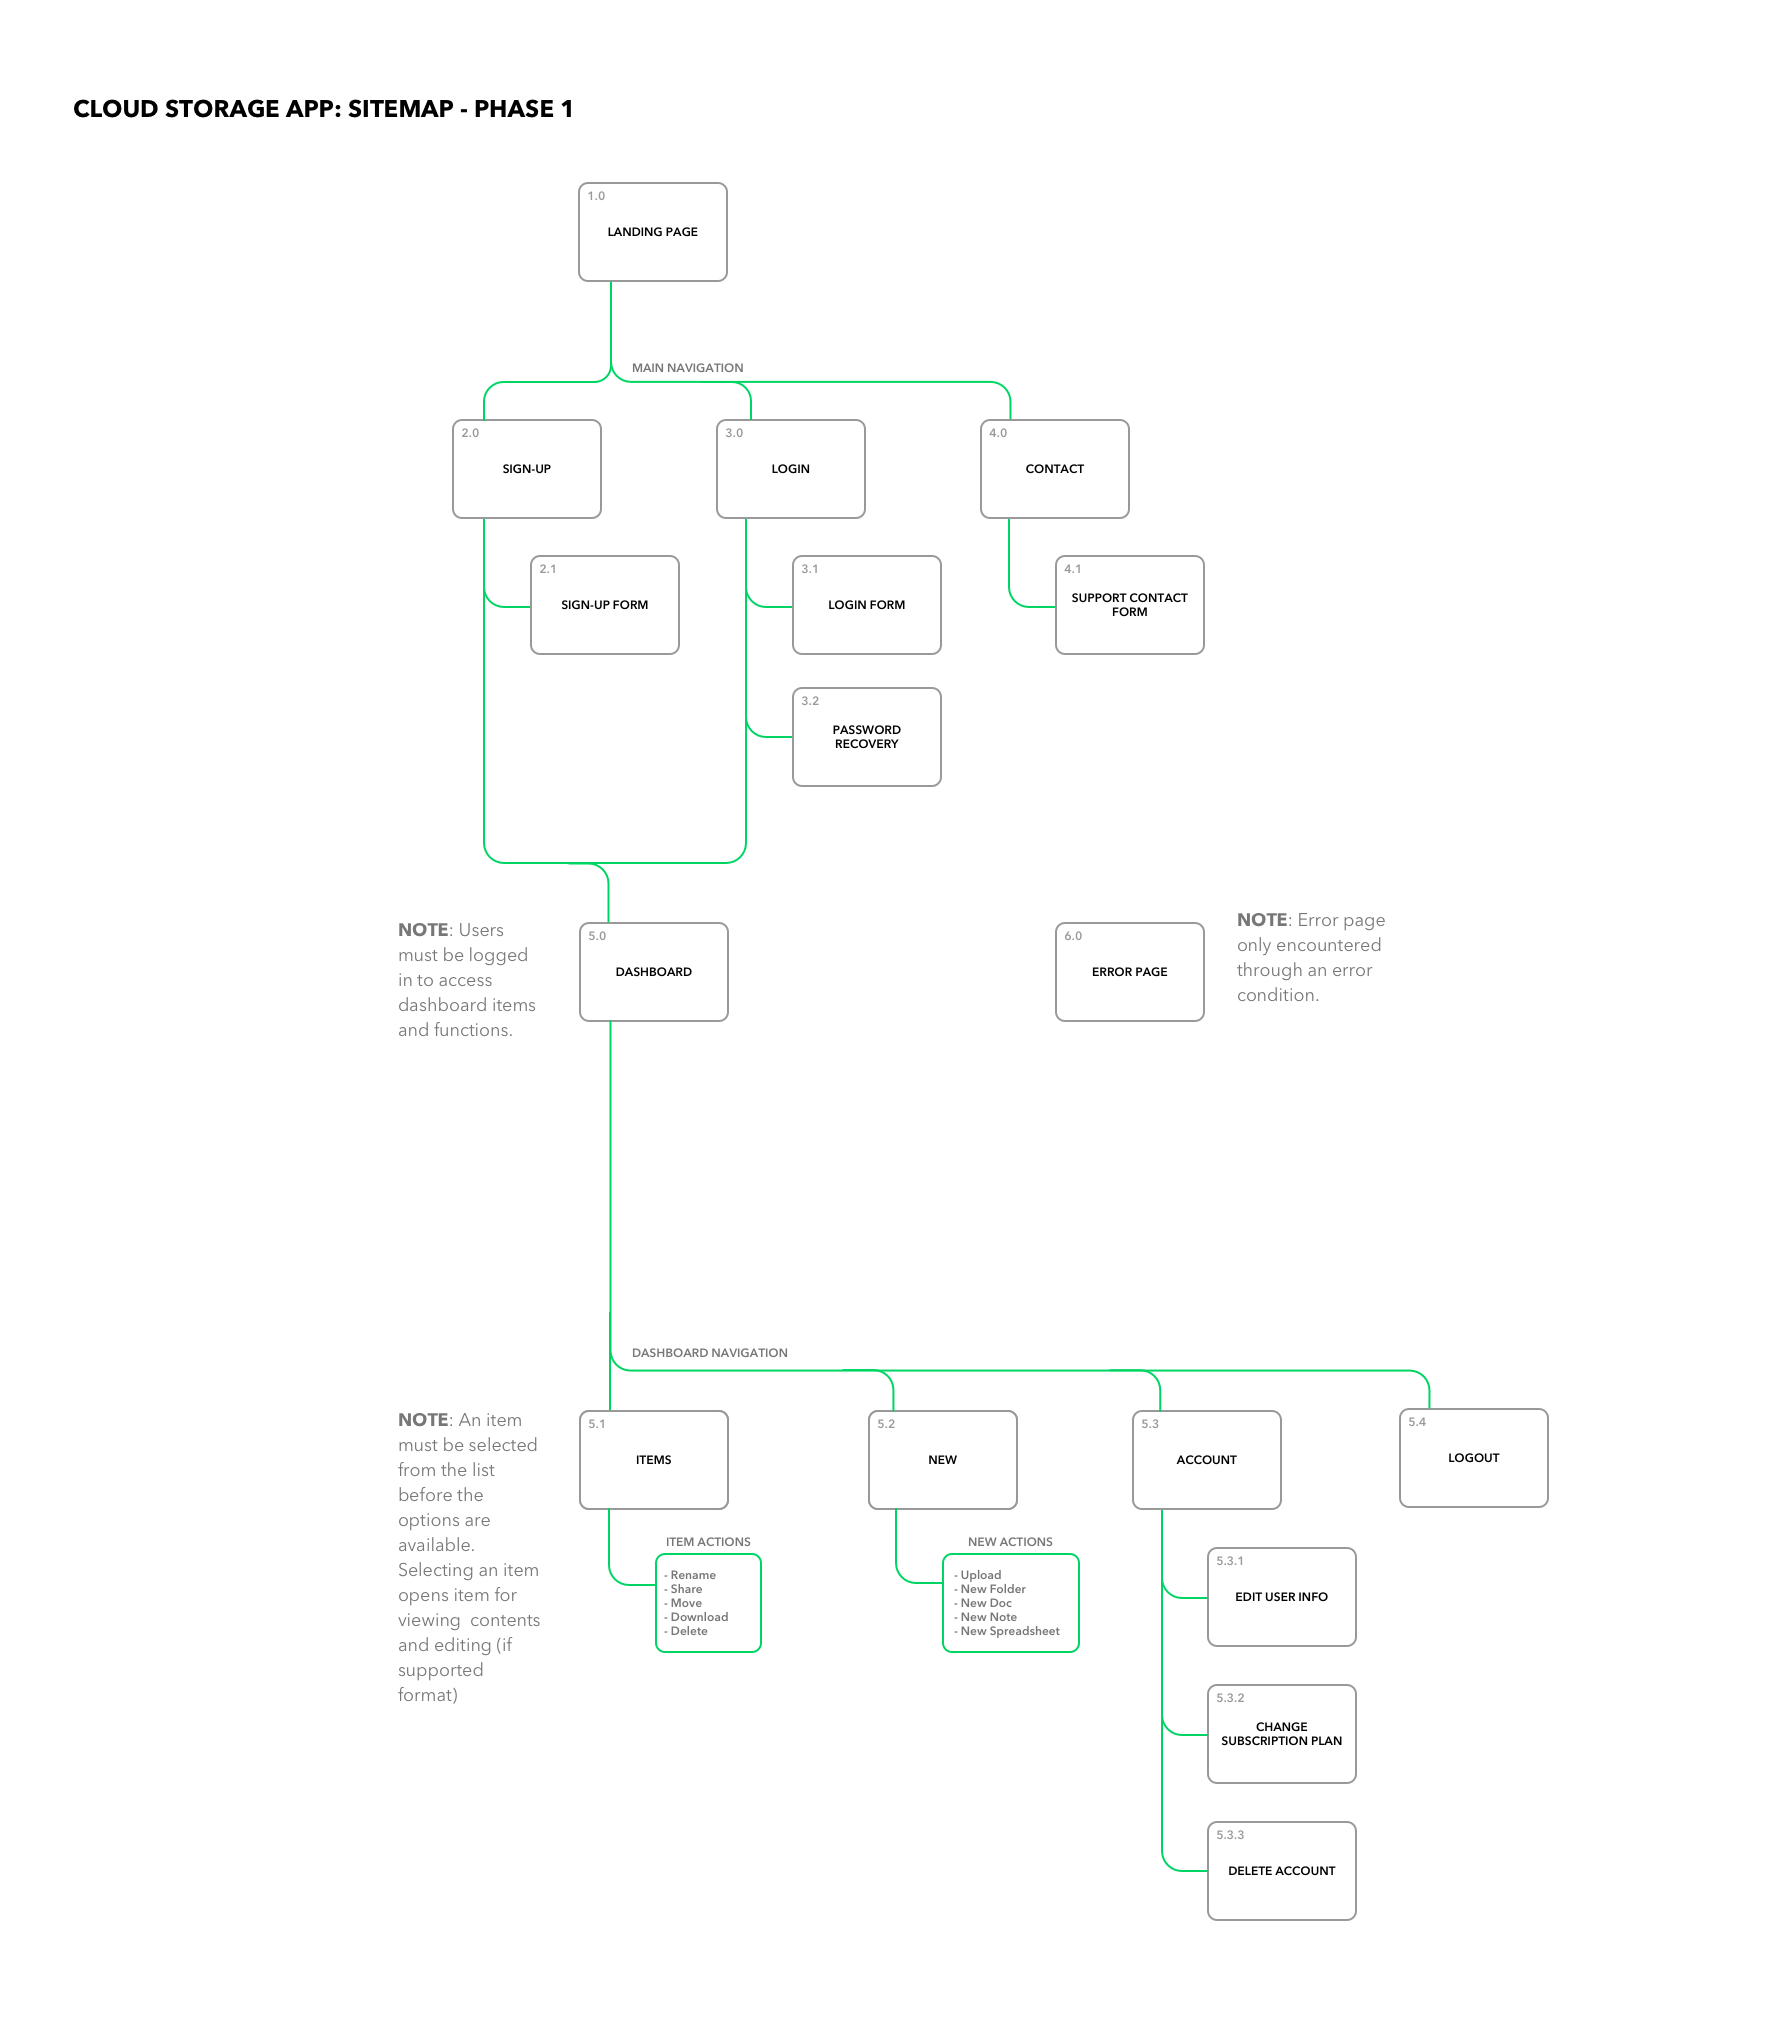 CLOUD STORAGE APP: SITEMAP - PHASE 1
1.0
LANDING PAGE
MAIN NAVIGATION
2.0
SIGN-UP
3.0
LOGIN
4.0
CONTACT
2.1
SIGN-UP FORM
3.1
LOGIN FORM
4.1
SUPPORT CONTACT
FORM
3.2
PASSWORD
RECOVERY
NOTE: Users
must be logged
in to access
dashboard items
and functions.
5.0
DASHBOARD
6.0
ERROR PAGE
NOTE: Error page
only encountered
through an error
condition.
DASHBOARD NAVIGATION
NOTE: An item
must be selected
from the list
before the
options are
available.
Selecting an item
opens item for
viewing  contents
and editing (if
supported
format)
5.1
ITEMS
5.2
NEW
5.3
ACCOUNT
5.4
LOGOUT
ITEM ACTIONS
- Rename
- Share
- Move
- Download
- Delete
NEW ACTIONS
- Upload
- New Folder
- New Doc
- New Note
- New Spreadsheet
5.3.1
EDIT USER INFO
5.3.2
CHANGE
SUBSCRIPTION PLAN
5.3.3
DELETE ACCOUNT